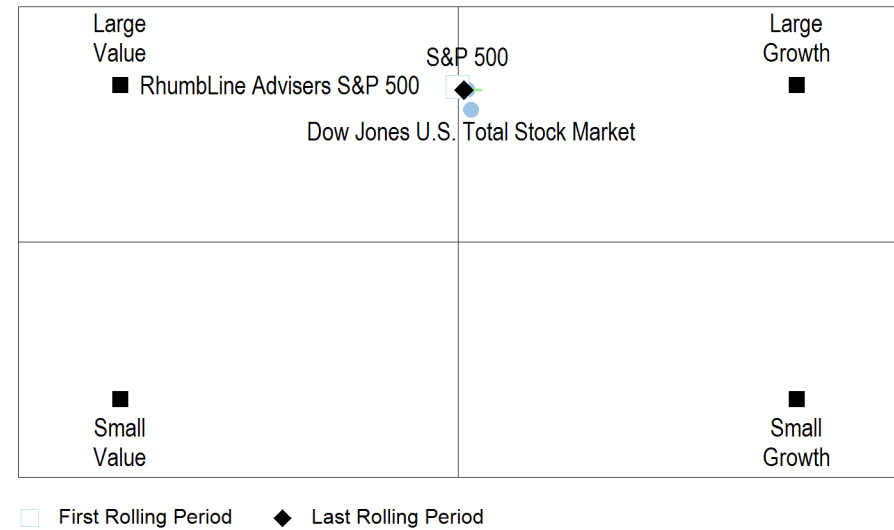 Large
Value
Large
Growth
S&P 500
RhumbLine Advisers S&P 500
Dow Jones U.S. Total Stock Market
Small
Value
Small
Growth
First Rolling Period
Last Rolling Period